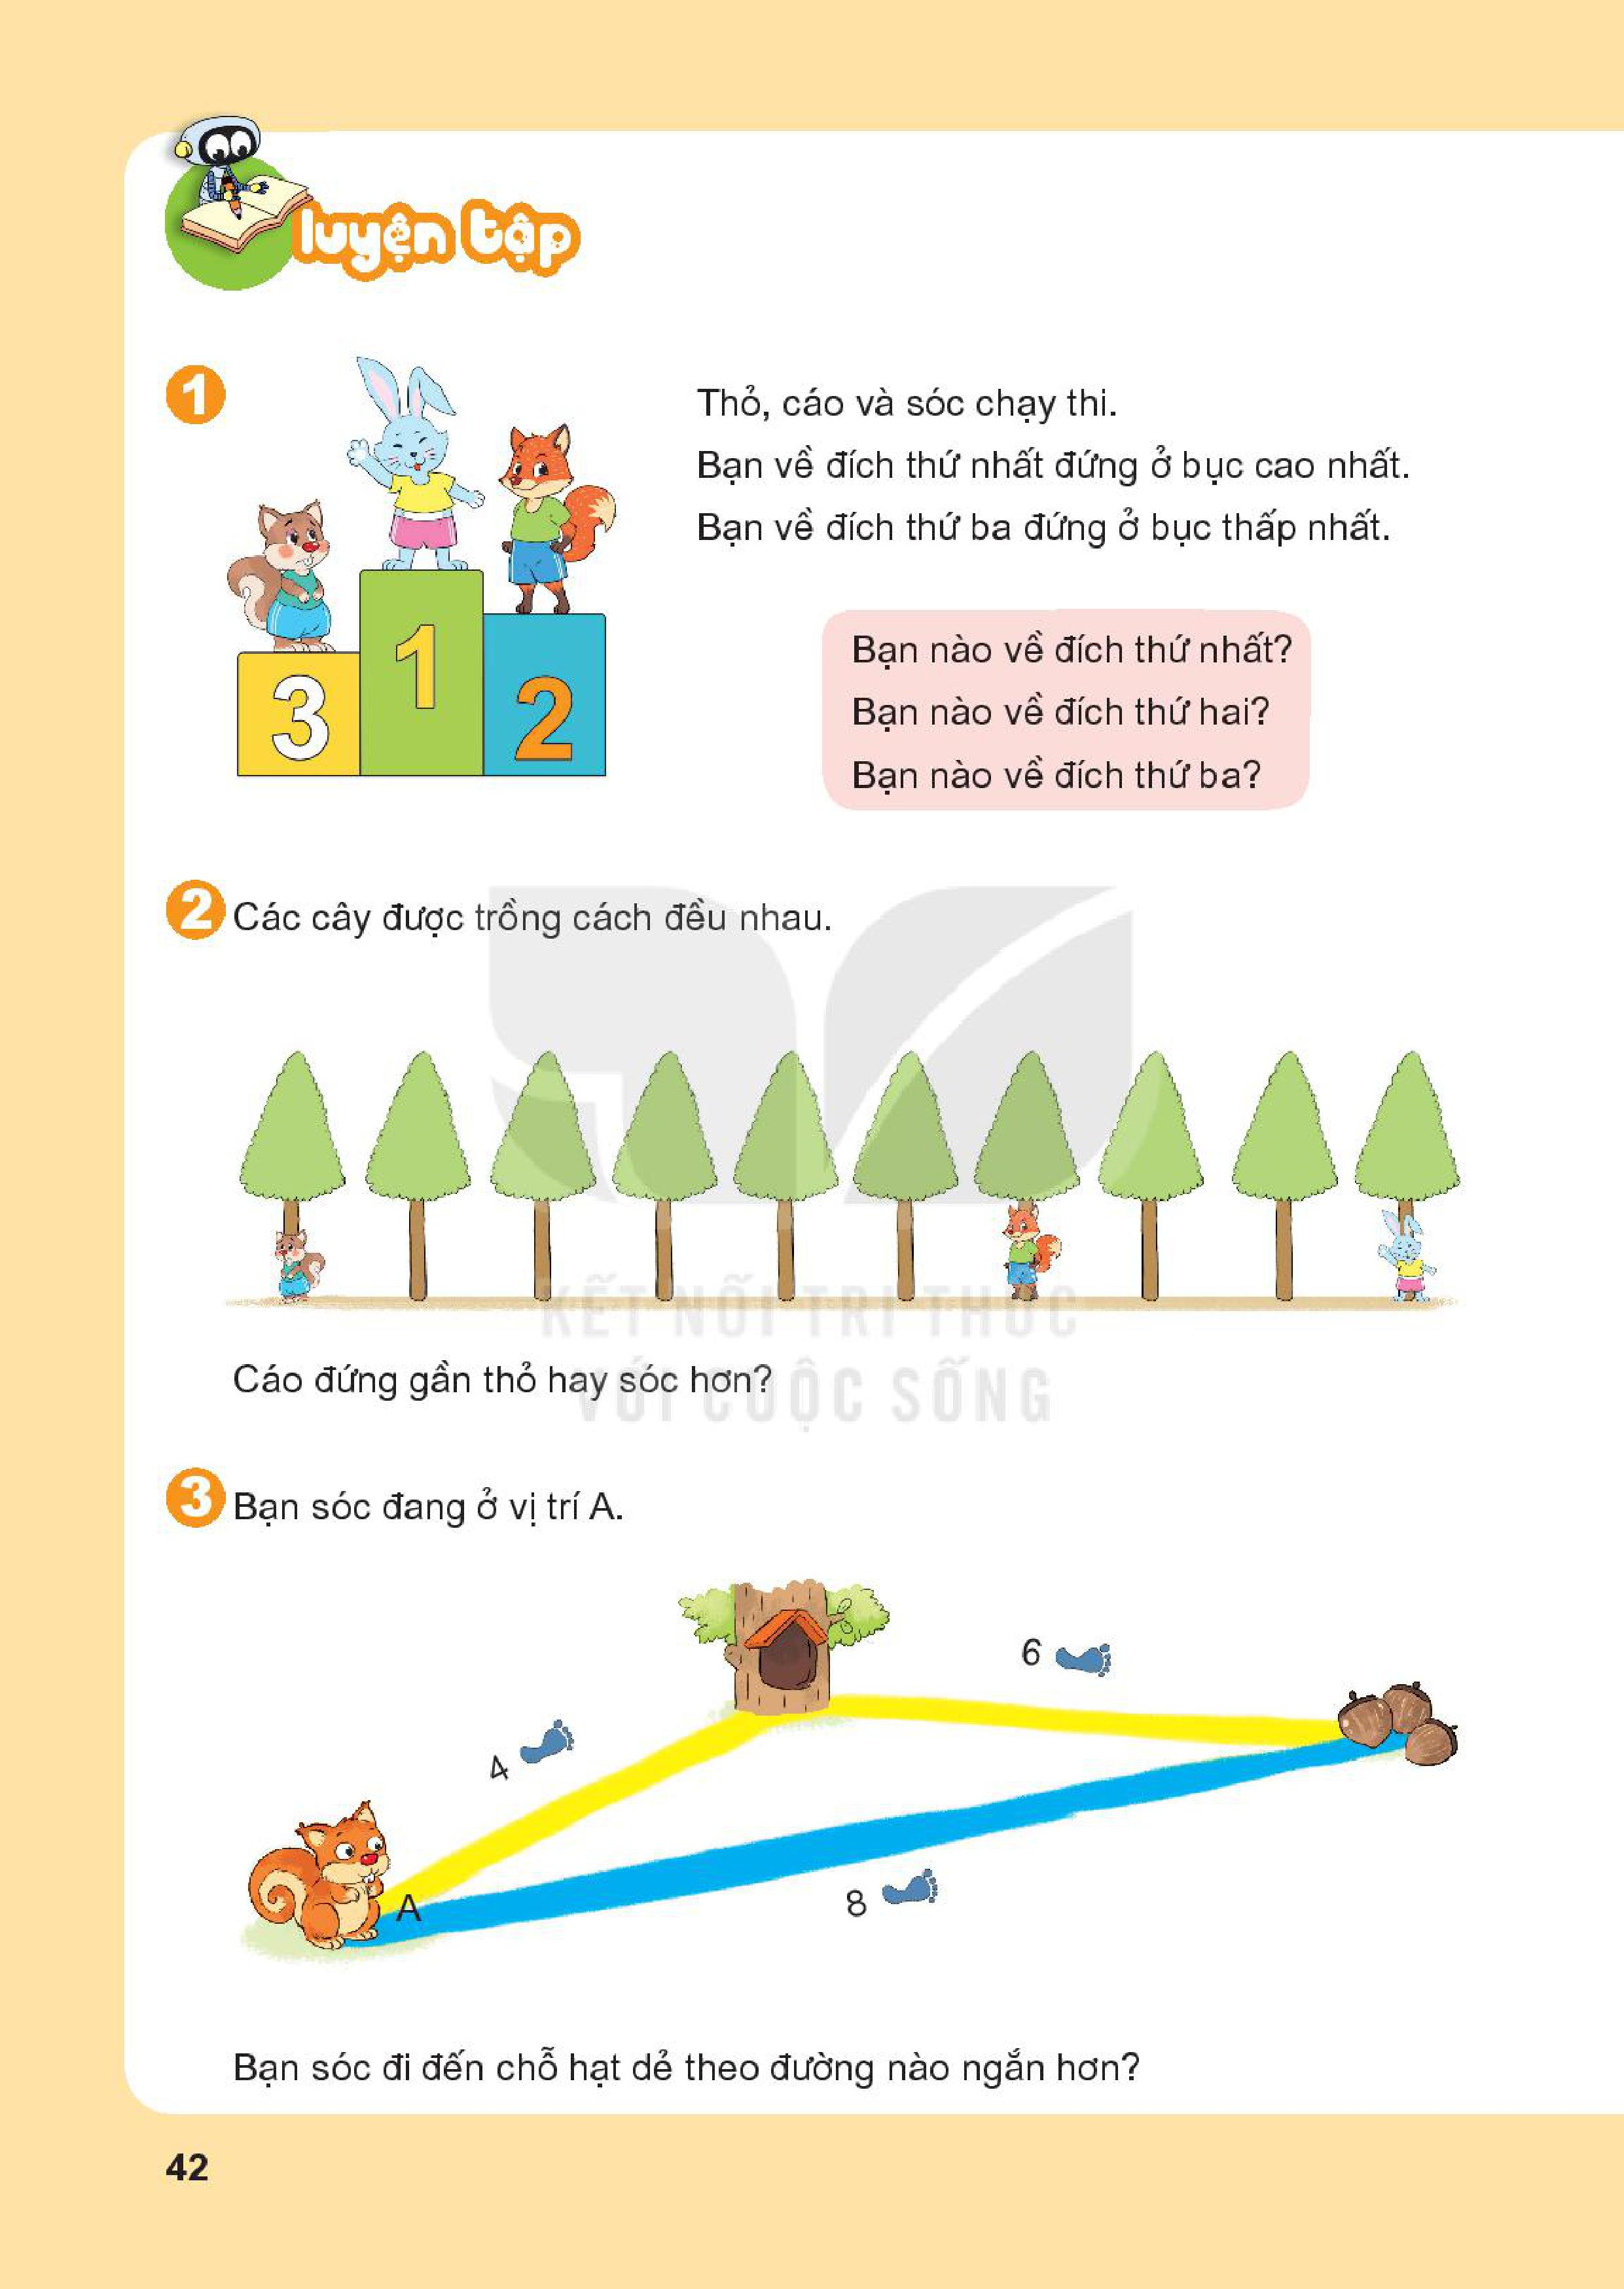 luyện tập
1
Thỏ, cáo và sóc chạy thi.
Bạn về đích thứ nhất đứng ở bục cao nhất.
Bạn về đích thứ ba đứng ở bục thấp nhất.
3
1
2
Bạn nào về đích thứ nhất?
Bạn nào về đích thứ hai?
Bạn nào về đích thứ ba?
2 Các cây được trồng cách đều nhau.
KẾT NỐI TRI THỨC
VỚI CUỘC SỐNG
Cáo đứng gần thỏ hay sóc hơn?
3 Bạn sóc đang ở vị trí A.
6
4
A
8
Bạn sóc đi đến chỗ hạt dẻ theo đường nào ngắn hơn?
42